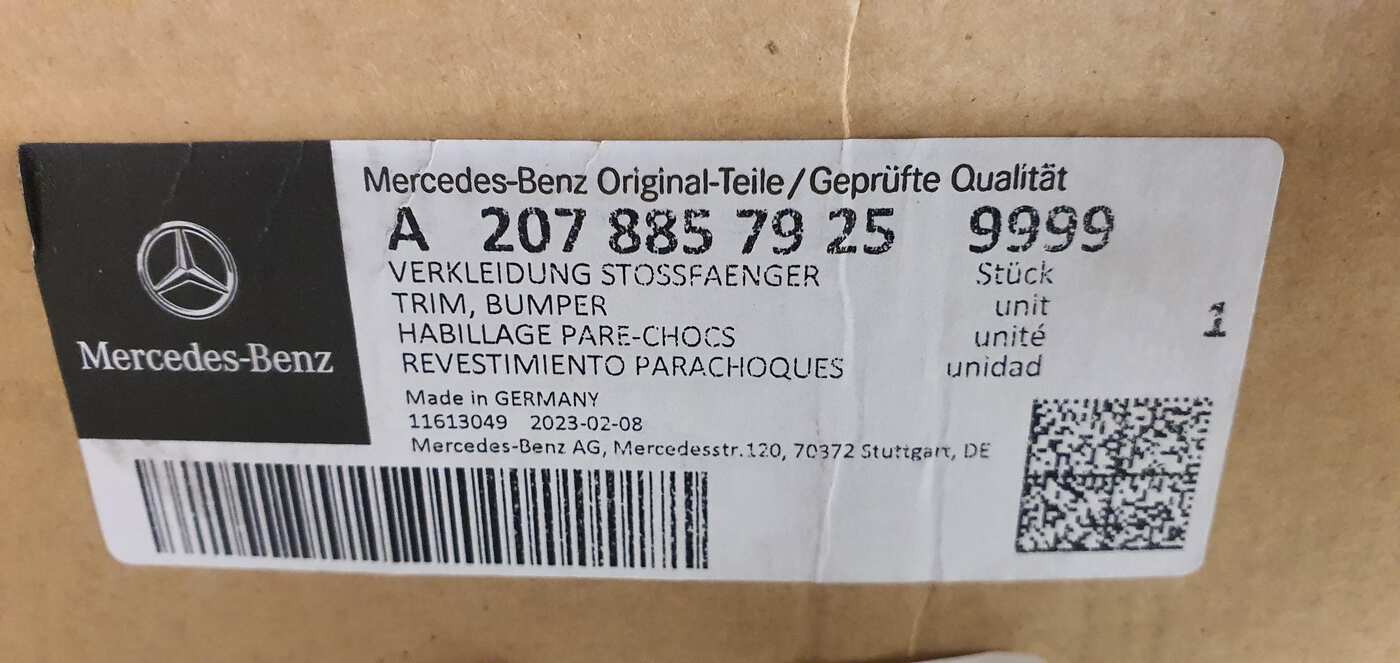 Mercedes-Benz Original-Teile/Geprüfte Qualität
A 207 885 79 25 9999
VERKLEIDUNG STOSSFAENGER Stück
TRIM, BUMPER unit
HABILLAGE PARE-CHOCS unité
REVESTIMIENTO PARACHOQUES unidad
1
Mercedes-Benz
Made in GERMANY
11613049 2023-02-08
Mercedes-Benz AG, Mercedesstr.120, 70372 Stuttgart, DE